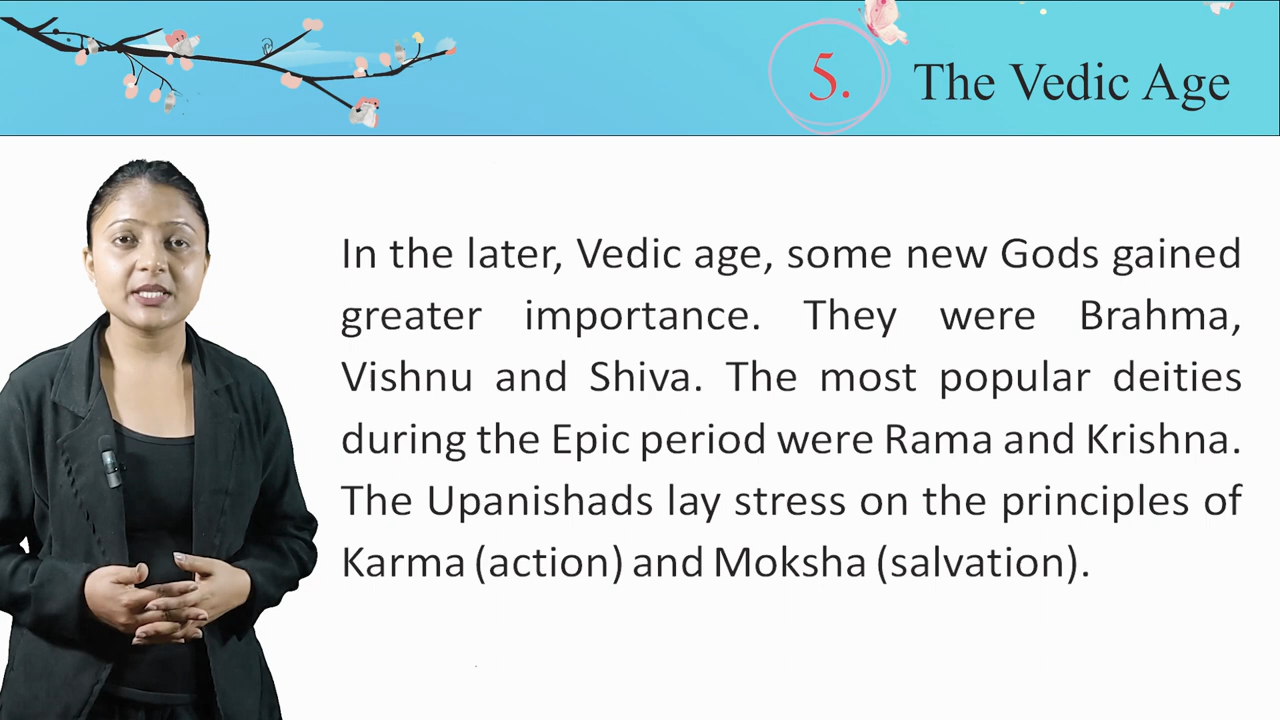 5. The Vedic Age
In the later, Vedic age, some new Gods gained
greater importance. They were Brahma,
Vishnu and Shiva. The most popular deities
during the Epic period were Rama and Krishna.
The Upanishads lay stress on the principles of
Karma (action) and Moksha (salvation).